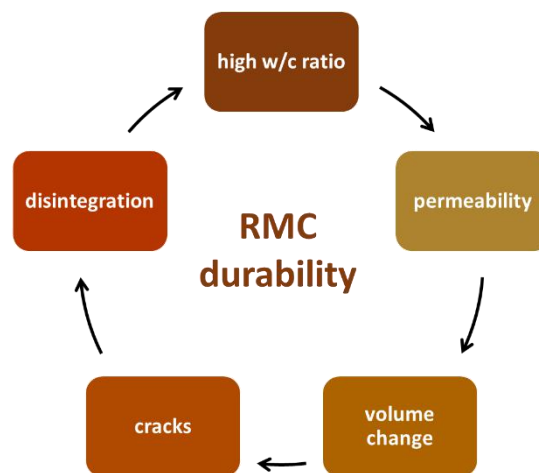 high w/c ratio
permeability
volume
change
cracks
disintegration
RMC
durability